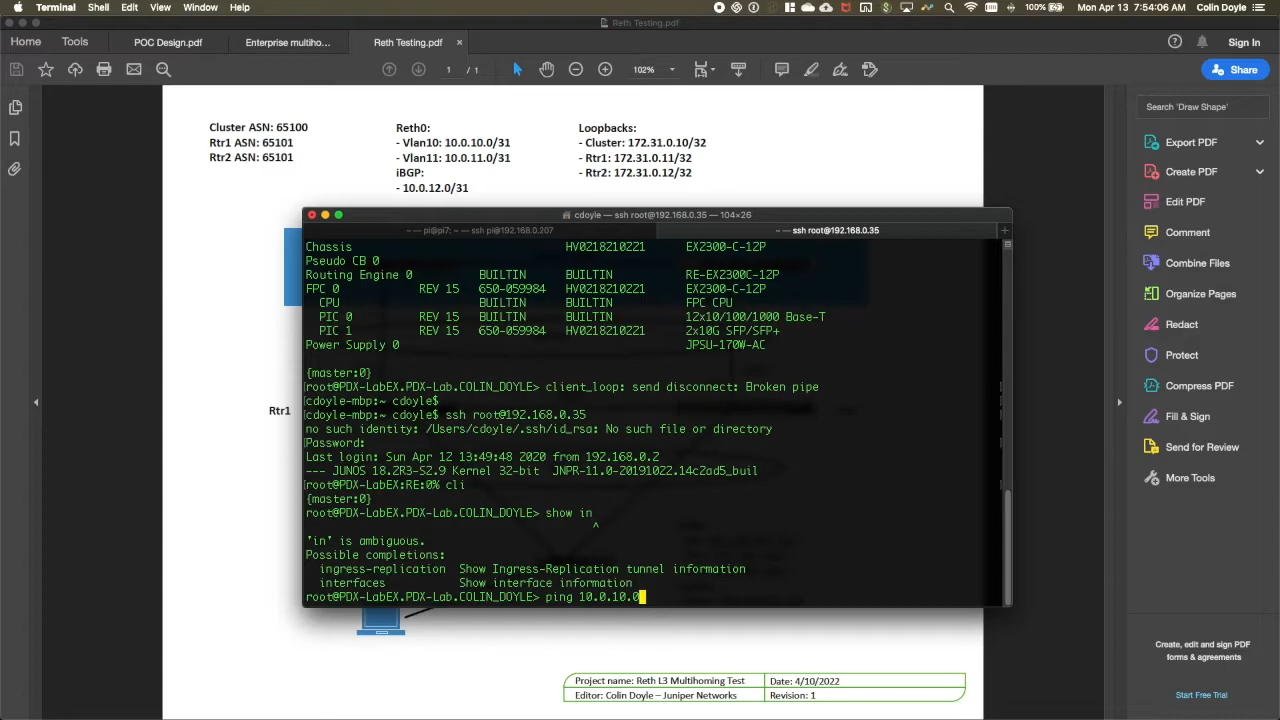 Terminal Shell Edit View Window Help 100% Mon Apr 13 7:54:06 AM Colin Doyle
Reth Testing.pdf
Home Tools POC Design.pdf Enterprise multiho... Reth Testing.pdf × Sign In
1 / 1 102% Share
Cluster ASN: 65100
Rtr1 ASN: 65101
Rtr2 ASN: 65101
Reth0:
- Vlan10: 10.0.10.0/31
- Vlan11: 10.0.11.0/31
iBGP:
- 10.0.12.0/31
Loopbacks:
- Cluster: 172.31.0.10/32
- Rtr1: 172.31.0.11/32
- Rtr2: 172.31.0.12/32
Rtr1
cdoyle — ssh root@192.168.0.35 — 104×26
~ — pi@pi7: ~ — ssh pi@192.168.0.207 ~ — ssh root@192.168.0.35 +
Chassis HV0218210221 EX2300-C-12P
Pseudo CB 0
Routing Engine 0 BUILTIN BUILTIN RE-EX2300C-12P
FPC 0 REV 15 650-059984 HV0218210221 EX2300-C-12P
CPU BUILTIN BUILTIN FPC CPU
PIC 0 REV 15 BUILTIN BUILTIN 12x10/100/1000 Base-T
PIC 1 REV 15 650-059984 HV0218210221 2x10G SFP/SFP+
Power Supply 0 JPSU-170W-AC
{master:0}
root@PDX-LabEX.PDX-Lab.COLIN_DOYLE> client_loop: send disconnect: Broken pipe
cdoyle-mbp:~ cdoyle$
cdoyle-mbp:~ cdoyle$ ssh root@192.168.0.35
no such identity: /Users/cdoyle/.ssh/id_rsa: No such file or directory
Password:
Last login: Sun Apr 12 13:49:48 2020 from 192.168.0.2
--- JUNOS 18.2R3-S2.9 Kernel 32-bit JNPR-11.0-20191022.14c2ad5_buil
root@PDX-LabEX:RE:0% cli
{master:0}
root@PDX-LabEX.PDX-Lab.COLIN_DOYLE> show in
^
'in' is ambiguous.
Possible completions:
ingress-replication Show Ingress-Replication tunnel information
interfaces Show interface information
root@PDX-LabEX.PDX-Lab.COLIN_DOYLE> ping 10.0.10.0
Project name: Reth L3 Multihoming Test Date: 4/10/2022
Editor: Colin Doyle – Juniper Networks Revision: 1
Search 'Draw Shape'
Export PDF
Create PDF
Edit PDF
Comment
Combine Files
Organize Pages
Redact
Protect
Compress PDF
Fill & Sign
Send for Review
More Tools
Create, edit and sign PDF
forms & agreements
Start Free Trial